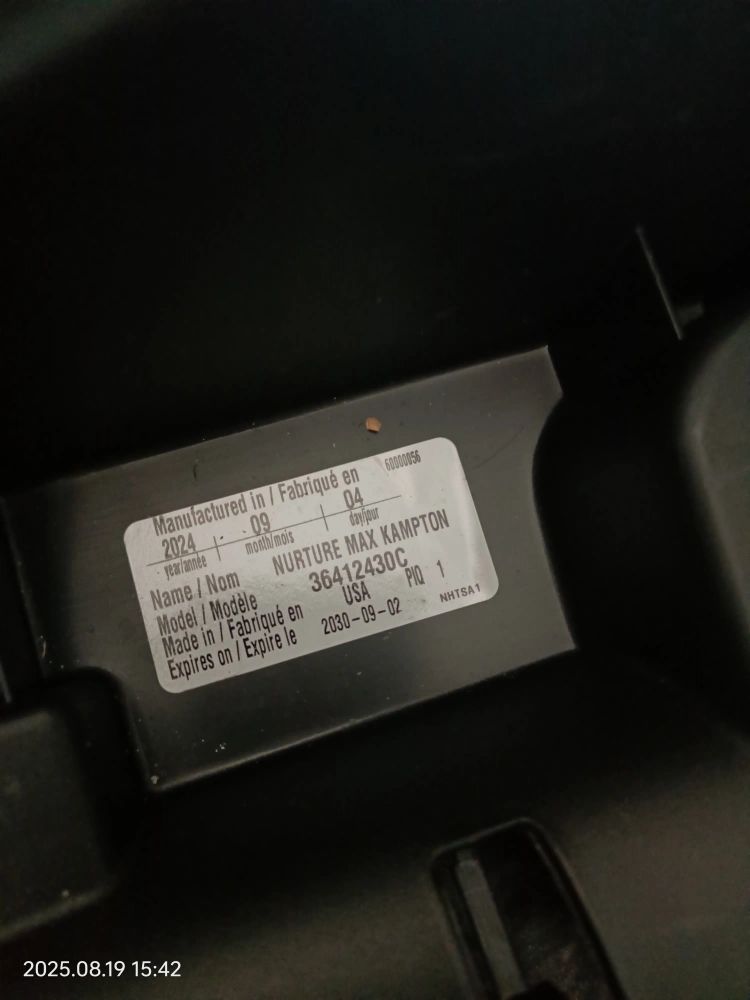 Manufactured in / Fabriqué en 60000056
2024 09 04
year/année month/mois day/jour
Name / Nom NURTURE MAX KAMPTON
Model / Modèle 36412430C
Made in / Fabriqué en USA PIQ 1
Expires on / Expire le 2030-09-02 NHTSA1
2025.08.19 15:42